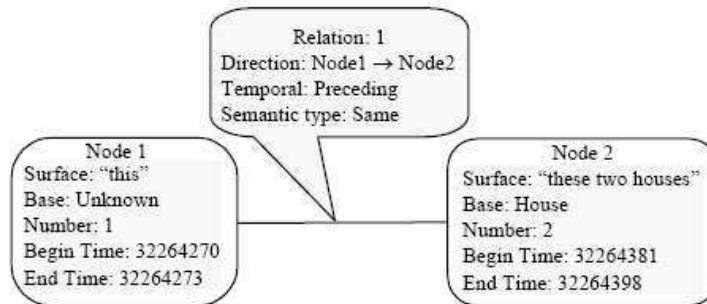 Relation: 1
Direction: Node1 → Node2
Temporal: Preceding
Semantic type: Same
Node 1
Surface: “this”
Base: Unknown
Number: 1
Begin Time: 32264270
End Time: 32264273
Node 2
Surface: “these two houses”
Base: House
Number: 2
Begin Time: 32264381
End Time: 32264398